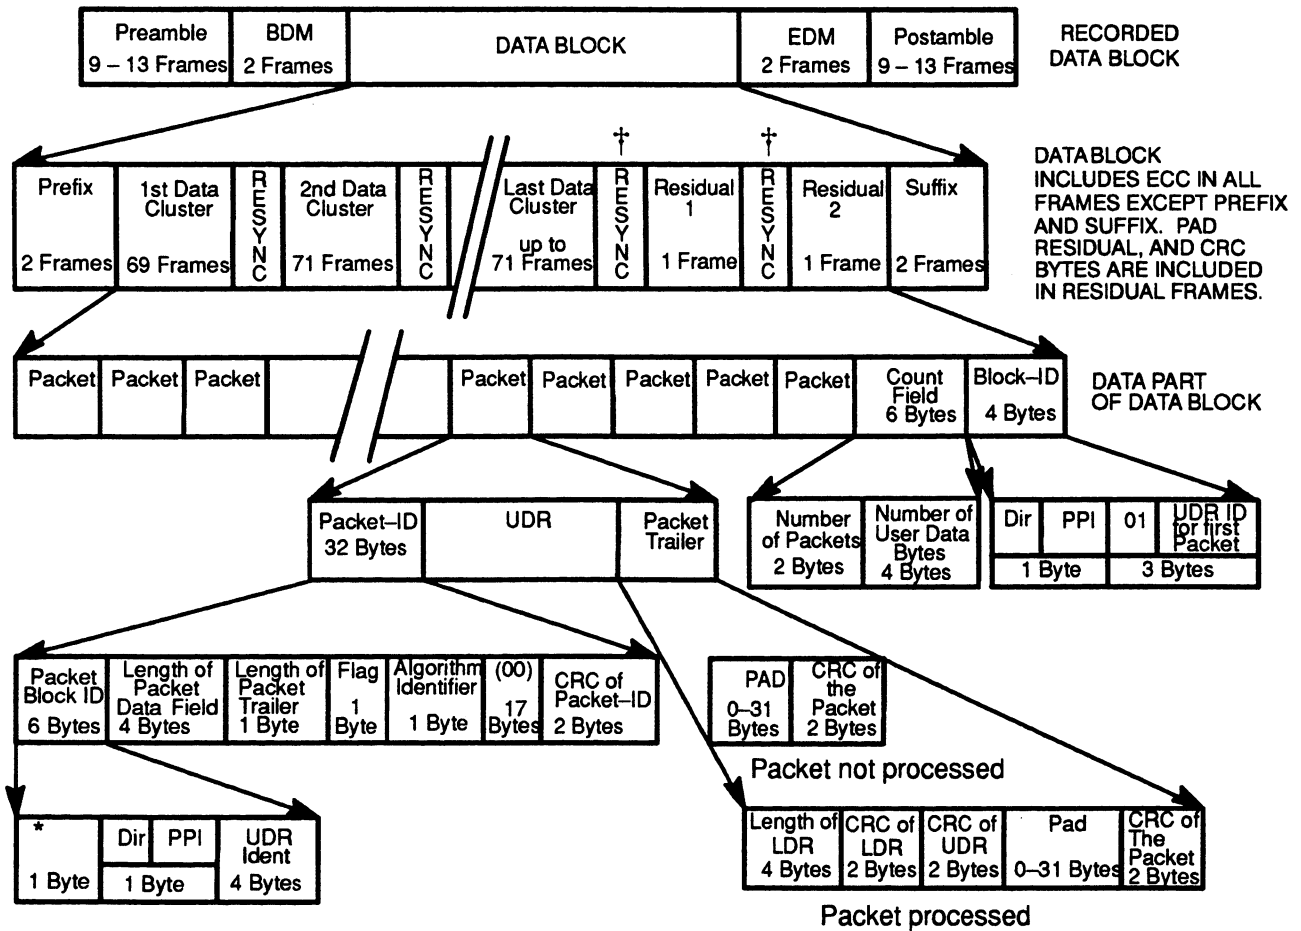 Preamble
9 – 13 Frames
BDM
2 Frames
DATA BLOCK
EDM
2 Frames
Postamble
9 – 13 Frames
RECORDED
DATA BLOCK
†
†
Prefix
2 Frames
1st Data
Cluster
69 Frames
RESYNC
2nd Data
Cluster
71 Frames
RESYNC
Last Data
Cluster
up to
71 Frames
RESYNC
Residual
1
1 Frame
RESYNC
Residual
2
1 Frame
Suffix
2 Frames
DATA BLOCK
INCLUDES ECC IN ALL
FRAMES EXCEPT PREFIX
AND SUFFIX. PAD
RESIDUAL, AND CRC
BYTES ARE INCLUDED
IN RESIDUAL FRAMES.
Packet
Packet
Packet
Packet
Packet
Packet
Packet
Packet
Count
Field
6 Bytes
Block–ID
4 Bytes
DATA PART
OF DATA BLOCK
Packet–ID
32 Bytes
UDR
Packet
Trailer
Number
of Packets
2 Bytes
Number of
User Data
Bytes
4 Bytes
Dir
PPI
01
UDR ID
for first
Packet
1 Byte
3 Bytes
Packet
Block ID
6 Bytes
Length of
Packet
Data Field
4 Bytes
Length of
Packet
Trailer
1 Byte
Flag
1
Byte
Algorithm
Identifier
1 Byte
(00)
17
Bytes
CRC of
Packet–ID
2 Bytes
PAD
0–31
Bytes
CRC of
the
Packet
2 Bytes
Packet not processed
*
1 Byte
Dir
PPI
1 Byte
UDR
Ident
4 Bytes
Length of
LDR
4 Bytes
CRC of
LDR
2 Bytes
CRC of
UDR
2 Bytes
Pad
0–31 Bytes
CRC of
The
Packet
2 Bytes
Packet processed